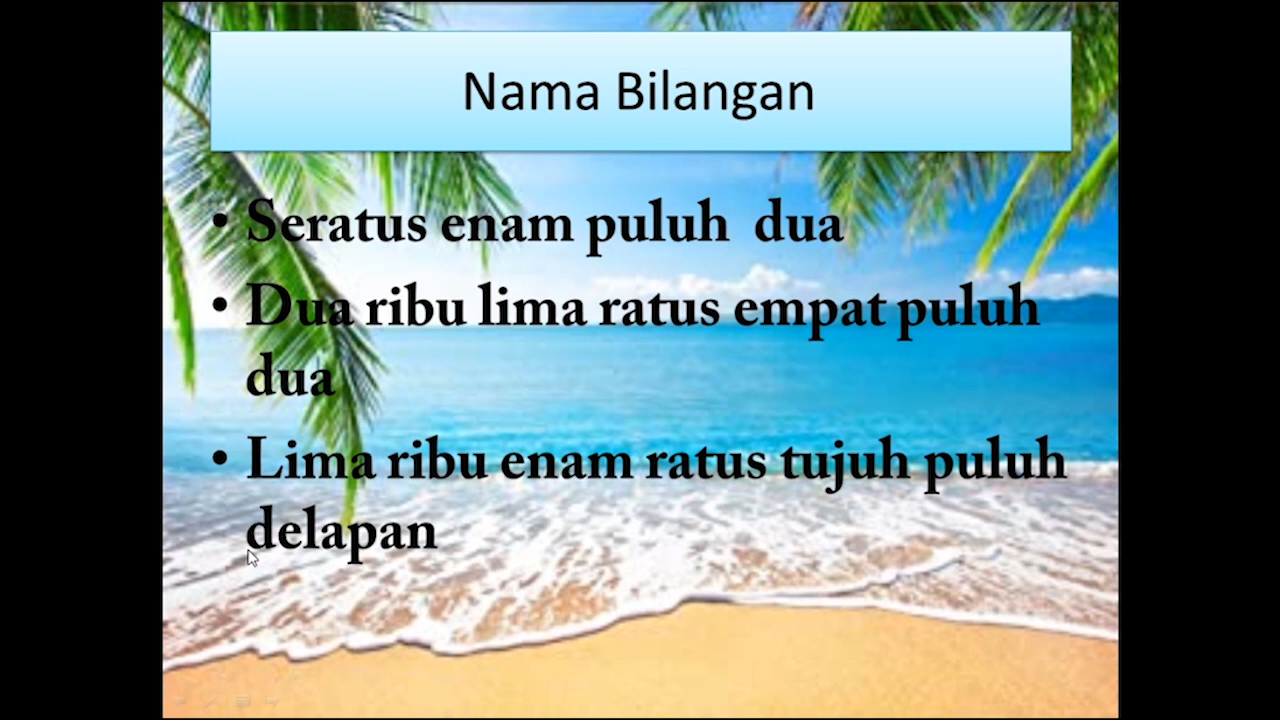 Nama Bilangan
• Seratus enam puluh  dua
• Dua ribu lima ratus empat puluh
dua
• Lima ribu enam ratus tujuh puluh
delapan